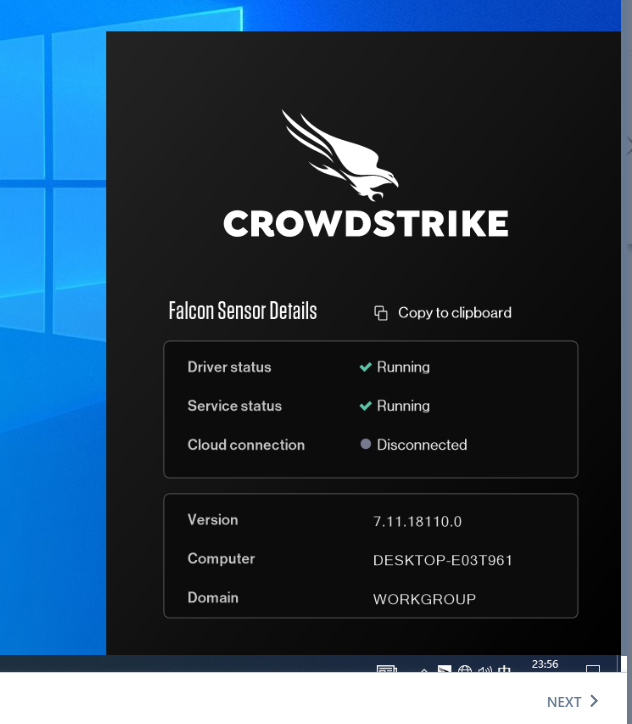 CROWDSTRIKE
Falcon Sensor Details
Copy to clipboard
Driver status Running
Service status Running
Cloud connection Disconnected
Version 7.11.18110.0
Computer DESKTOP-E03T961
Domain WORKGROUP
23:56
NEXT